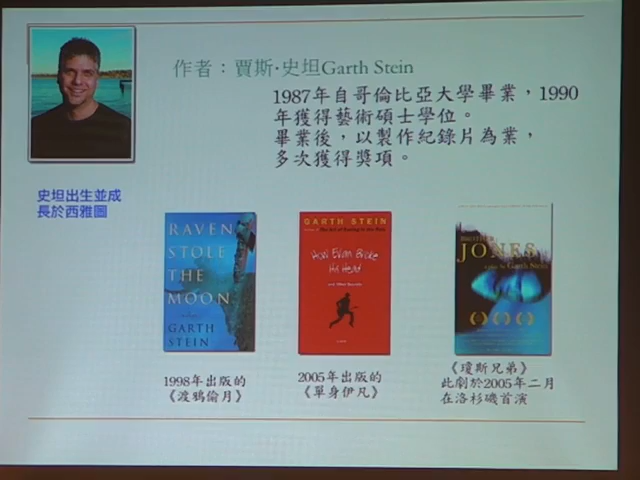 作者：賈斯·史坦Garth Stein
1987年自哥倫比亞大學畢業，1990
年獲得藝術碩士學位。
畢業後，以製作紀錄片為業，
多次獲得獎項。
史坦出生並成
長於西雅圖
RAVEN
STOLE
THE
MOON
GARTH
STEIN
1998年出版的
《渡鴉偷月》
GARTH STEIN
How Evan Broke
His Head
and Other Secrets
2005年出版的
《單身伊凡》
BROTHER
JONES
Garth Stein
《瓊斯兄弟》
此劇於2005年二月
在洛杉磯首演